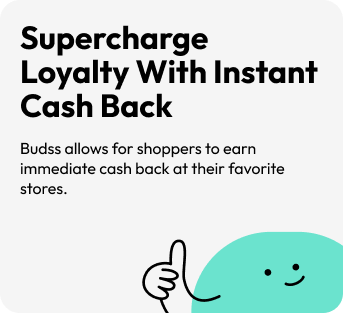 Supercharge
Loyalty With Instant
Cash Back
Budss allows for shoppers to earn
immediate cash back at their favorite
stores.